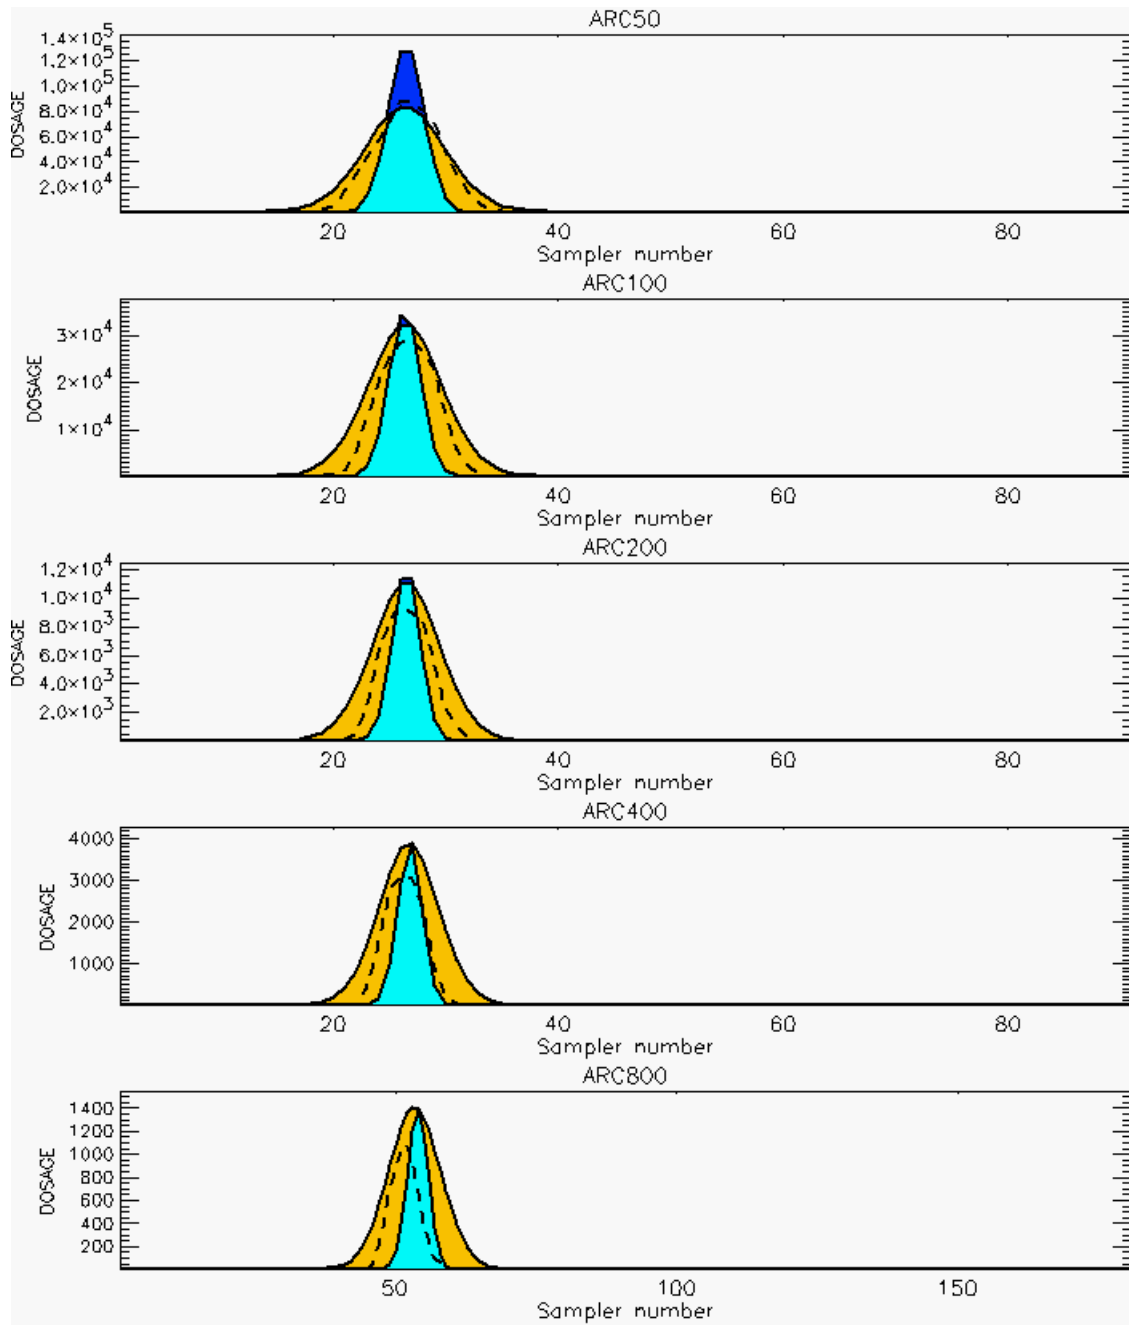 ARC50
1.4×10⁵
1.2×10⁵
1.0×10⁵
8.0×10⁴
6.0×10⁴
4.0×10⁴
2.0×10⁴
DOSAGE
20 40 60 80
Sampler number
ARC100
3×10⁴
2×10⁴
1×10⁴
DOSAGE
20 40 60 80
Sampler number
ARC200
1.2×10⁴
1.0×10⁴
8.0×10³
6.0×10³
4.0×10³
2.0×10³
DOSAGE
20 40 60 80
Sampler number
ARC400
4000
3000
2000
1000
DOSAGE
20 40 60 80
Sampler number
ARC800
1400
1200
1000
800
600
400
200
DOSAGE
50 100 150
Sampler number